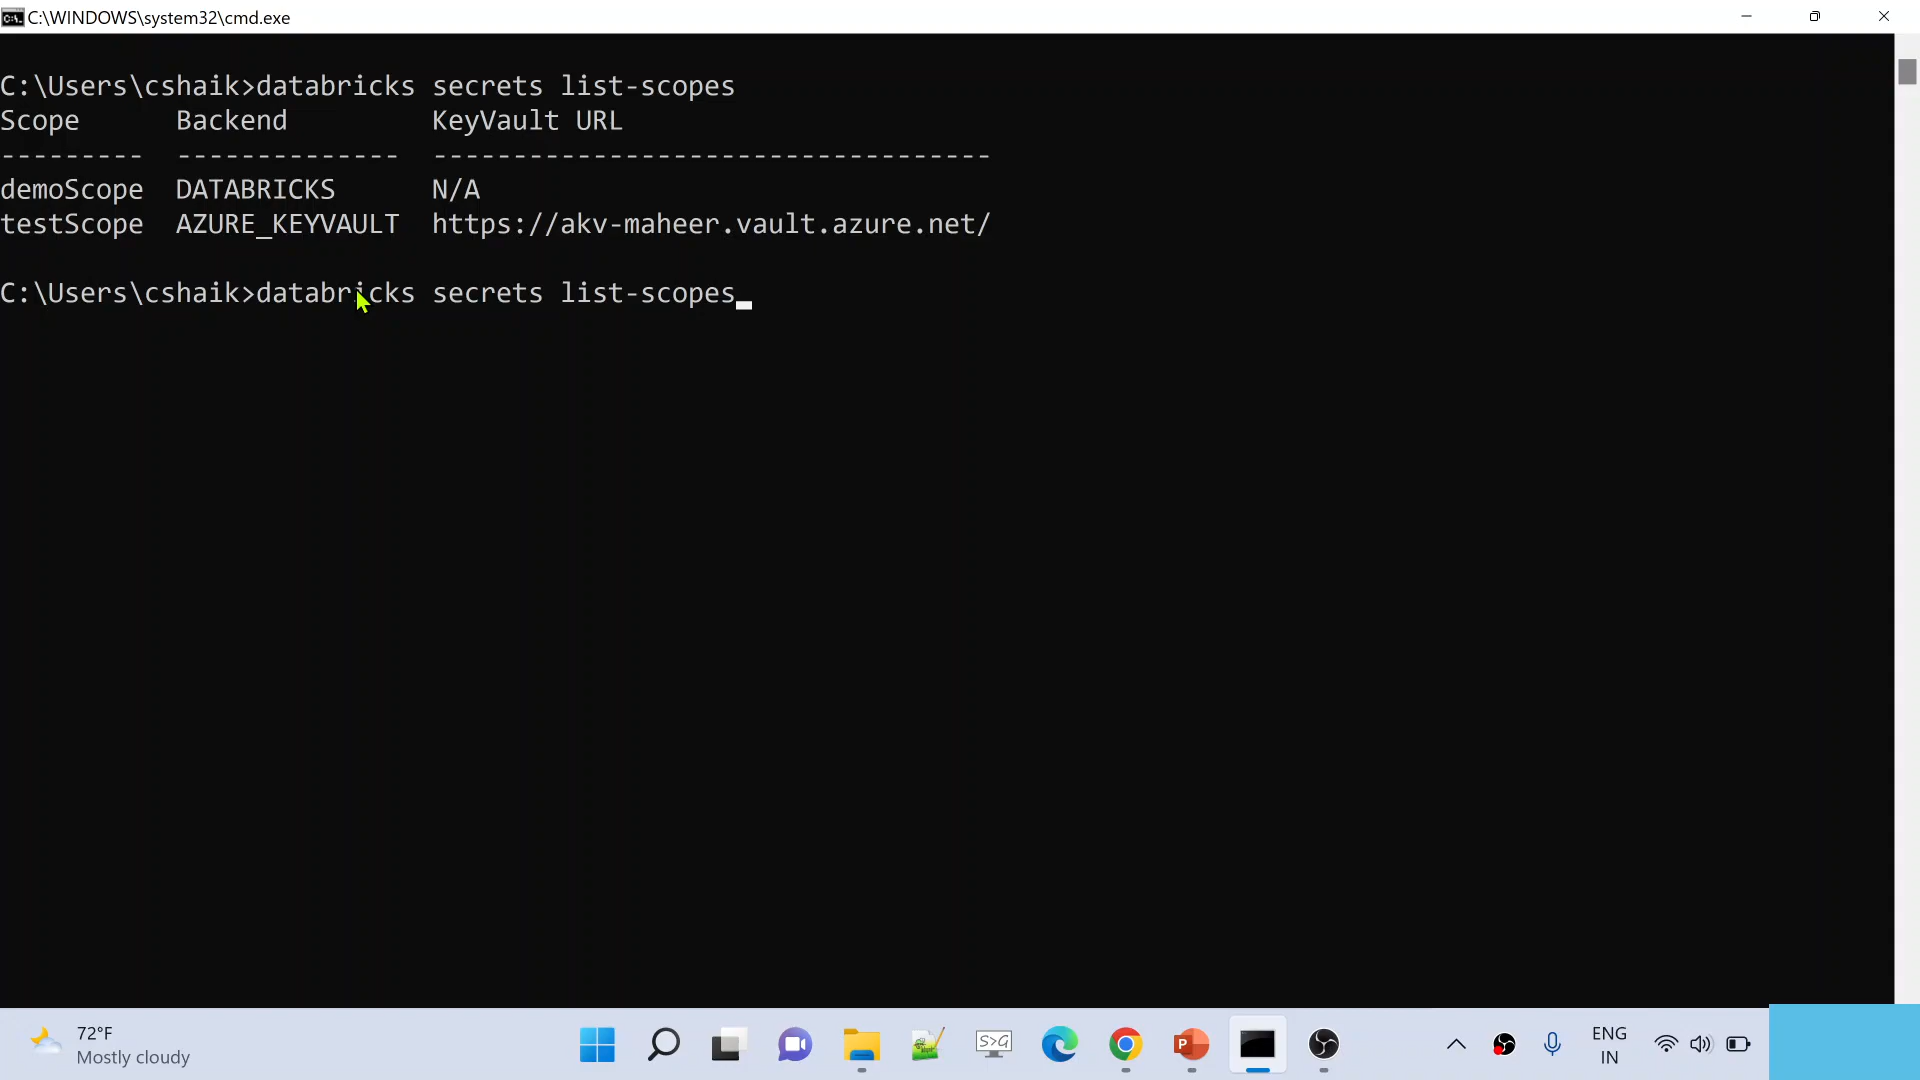 C:\WINDOWS\system32\cmd.exe
C:\Users\cshaik>databricks secrets list-scopes
Scope Backend KeyVault URL
--------- -------------- -----------------------------------
demoScope DATABRICKS N/A
testScope AZURE_KEYVAULT https://akv-maheer.vault.azure.net/
C:\Users\cshaik>databricks secrets list-scopes
72°F
Mostly cloudy
S>G
P
ENG
IN